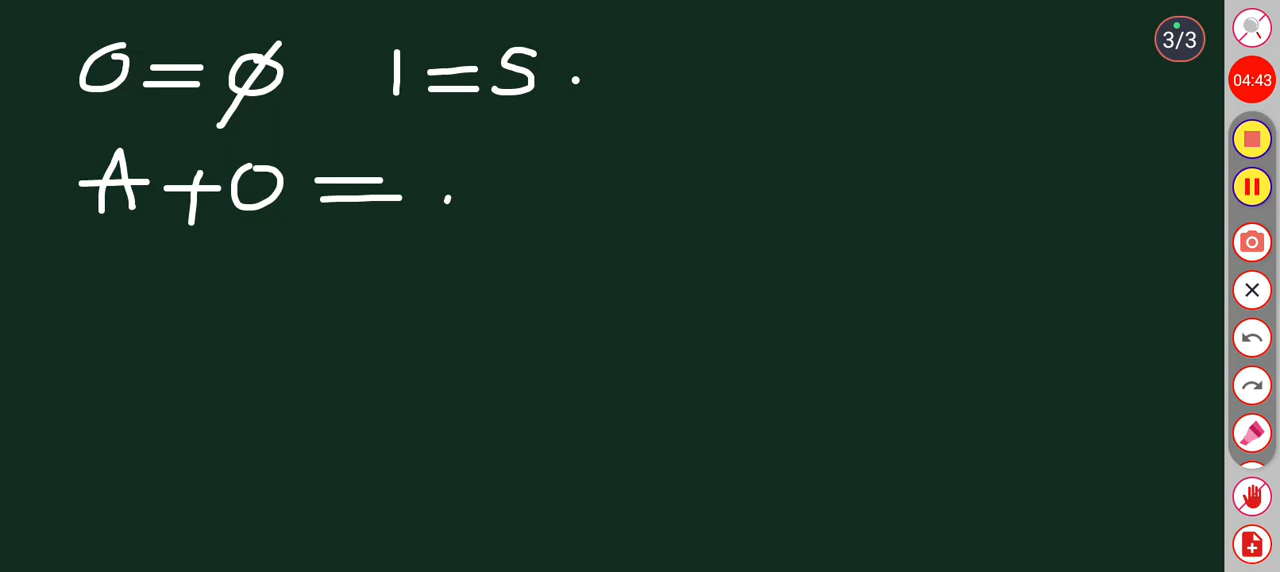 0 = ϕ 1 = S .
A + 0 = .
3/3
04:43